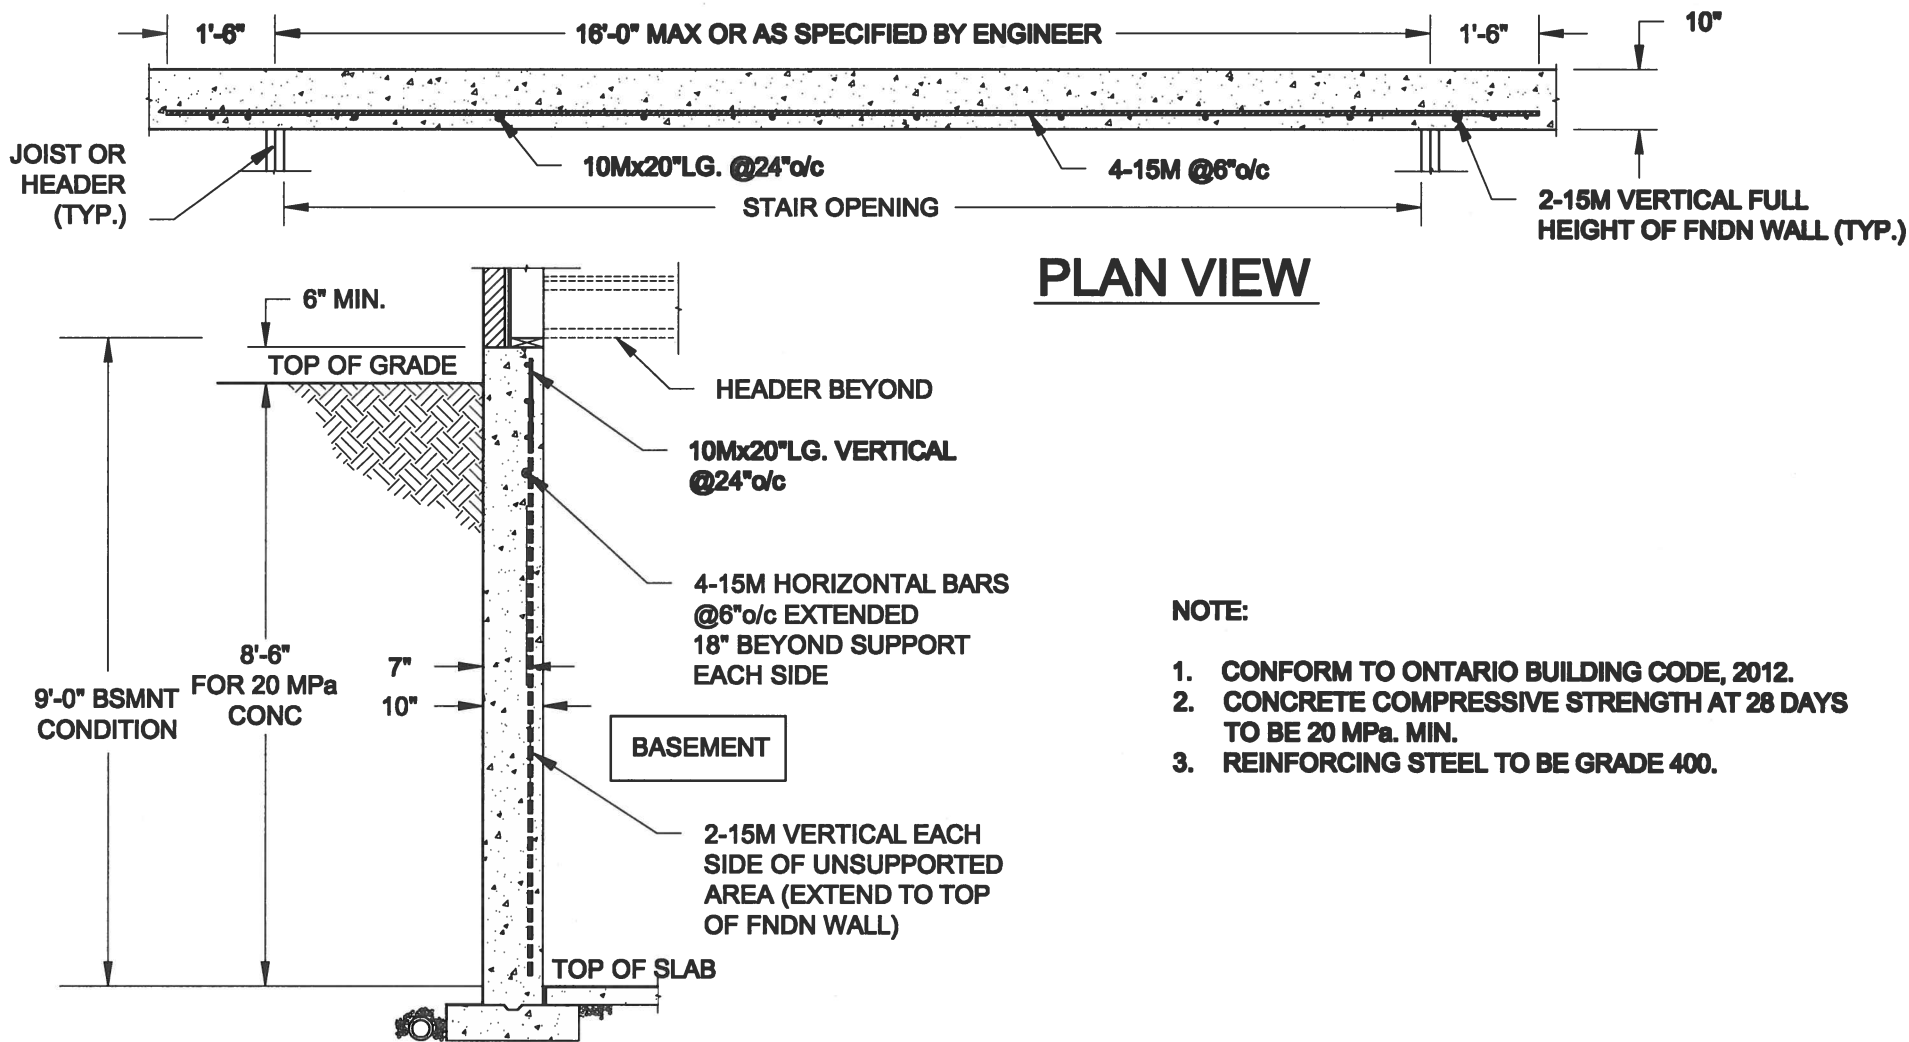 1'-6"
16'-0" MAX OR AS SPECIFIED BY ENGINEER
1'-6"
10"
JOIST OR
HEADER
(TYP.)
10Mx20"LG. @24"o/c
4-15M @6"o/c
STAIR OPENING
2-15M VERTICAL FULL
HEIGHT OF FNDN WALL (TYP.)
PLAN VIEW
6" MIN.
TOP OF GRADE
HEADER BEYOND
10Mx20"LG. VERTICAL
@24"o/c
4-15M HORIZONTAL BARS
@6"o/c EXTENDED
18" BEYOND SUPPORT
EACH SIDE
9'-0" BSMNT
CONDITION
8'-6"
FOR 20 MPa
CONC
7"
10"
BASEMENT
2-15M VERTICAL EACH
SIDE OF UNSUPPORTED
AREA (EXTEND TO TOP
OF FNDN WALL)
TOP OF SLAB
NOTE:
1. CONFORM TO ONTARIO BUILDING CODE, 2012.
2. CONCRETE COMPRESSIVE STRENGTH AT 28 DAYS
TO BE 20 MPa. MIN.
3. REINFORCING STEEL TO BE GRADE 400.